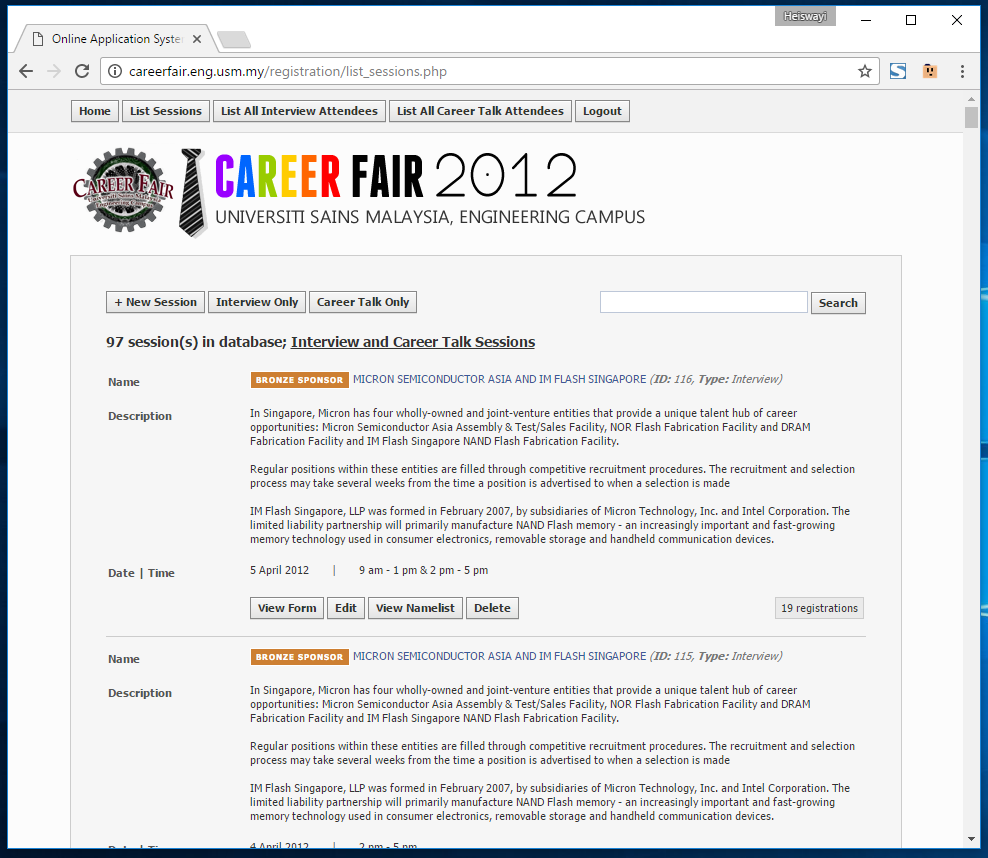 Heiswayi
Online Application Syste
careerfair.eng.usm.my/registration/list_sessions.php
Home
List Sessions
List All Interview Attendees
List All Career Talk Attendees
Logout
CAREER FAIR
CAREER FAIR 2012
UNIVERSITI SAINS MALAYSIA, ENGINEERING CAMPUS
+ New Session
Interview Only
Career Talk Only
Search
97 session(s) in database; Interview and Career Talk Sessions
Name
BRONZE SPONSOR MICRON SEMICONDUCTOR ASIA AND IM FLASH SINGAPORE (ID: 116, Type: Interview)
Description
In Singapore, Micron has four wholly-owned and joint-venture entities that provide a unique talent hub of career
opportunities: Micron Semiconductor Asia Assembly & Test/Sales Facility, NOR Flash Fabrication Facility and DRAM
Fabrication Facility and IM Flash Singapore NAND Flash Fabrication Facility.
Regular positions within these entities are filled through competitive recruitment procedures. The recruitment and selection
process may take several weeks from the time a position is advertised to when a selection is made
IM Flash Singapore, LLP was formed in February 2007, by subsidiaries of Micron Technology, Inc. and Intel Corporation. The
limited liability partnership will primarily manufacture NAND Flash memory - an increasingly important and fast-growing
memory technology used in consumer electronics, removable storage and handheld communication devices.
Date | Time
5 April 2012 | 9 am - 1 pm & 2 pm - 5 pm
View Form
Edit
View Namelist
Delete
19 registrations
Name
BRONZE SPONSOR MICRON SEMICONDUCTOR ASIA AND IM FLASH SINGAPORE (ID: 115, Type: Interview)
Description
In Singapore, Micron has four wholly-owned and joint-venture entities that provide a unique talent hub of career
opportunities: Micron Semiconductor Asia Assembly & Test/Sales Facility, NOR Flash Fabrication Facility and DRAM
Fabrication Facility and IM Flash Singapore NAND Flash Fabrication Facility.
Regular positions within these entities are filled through competitive recruitment procedures. The recruitment and selection
process may take several weeks from the time a position is advertised to when a selection is made
IM Flash Singapore, LLP was formed in February 2007, by subsidiaries of Micron Technology, Inc. and Intel Corporation. The
limited liability partnership will primarily manufacture NAND Flash memory - an increasingly important and fast-growing
memory technology used in consumer electronics, removable storage and handheld communication devices.
Date | Time
4 April 2012 | 2 pm - 5 pm